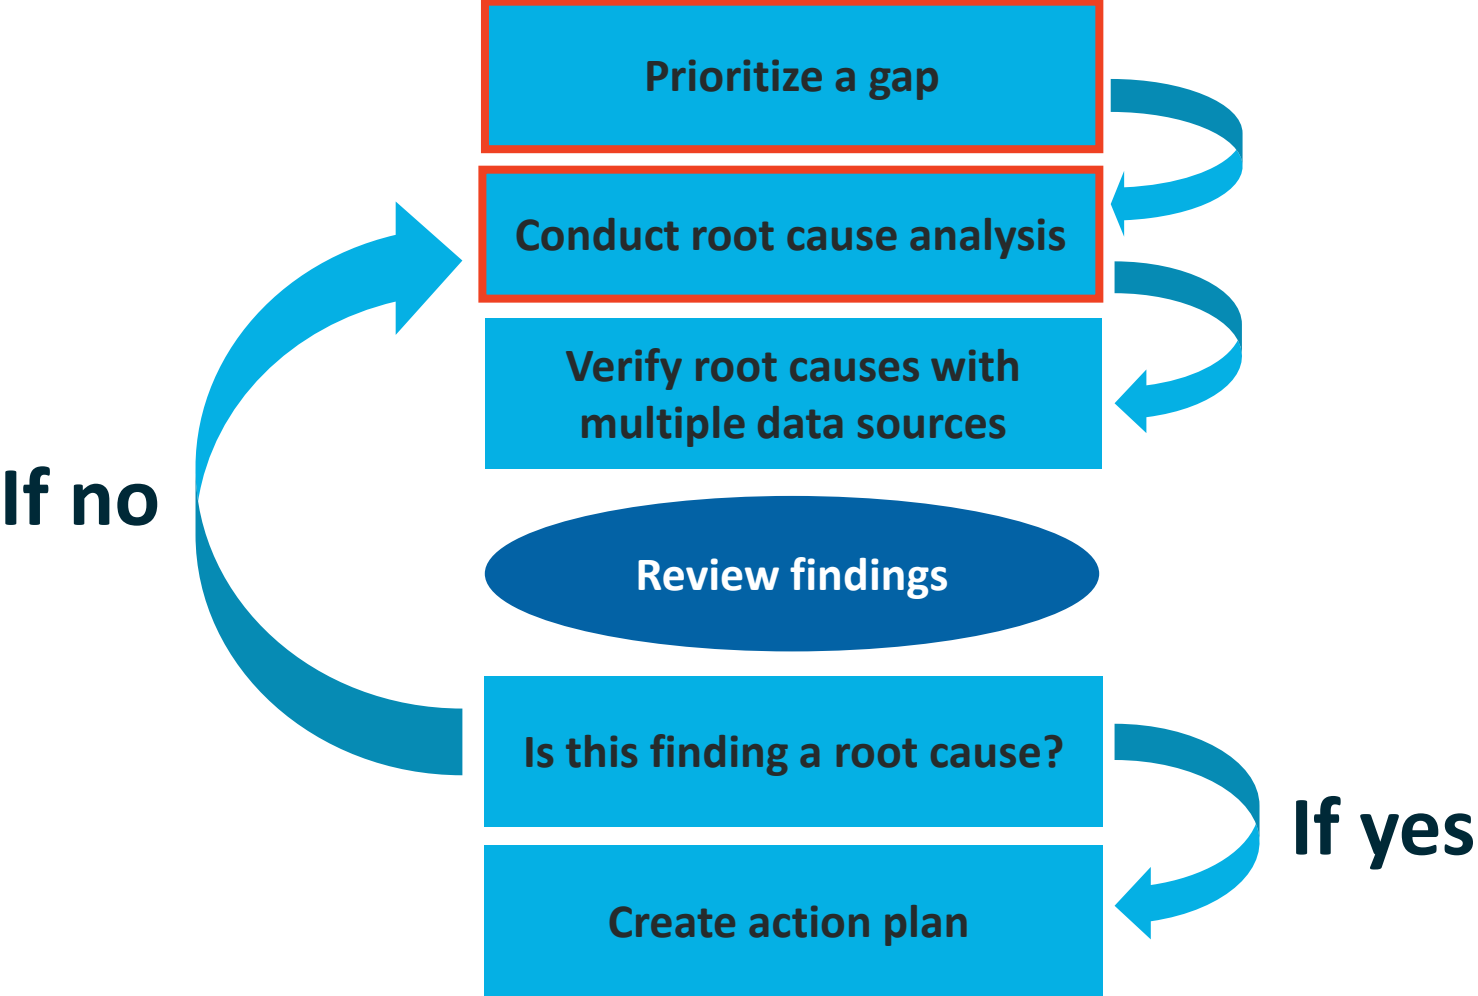 Prioritize a gap
Conduct root cause analysis
Verify root causes with
multiple data sources
If no
Review findings
Is this finding a root cause?
If yes
Create action plan